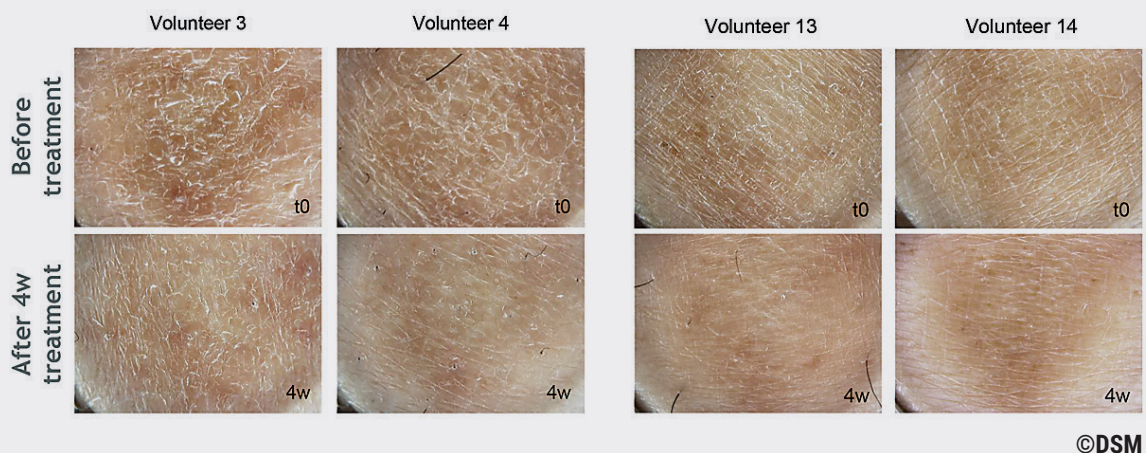 Volunteer 3
Volunteer 4
Volunteer 13
Volunteer 14
Before
treatment
t0
t0
t0
t0
After 4w
treatment
4w
4w
4w
4w
©DSM